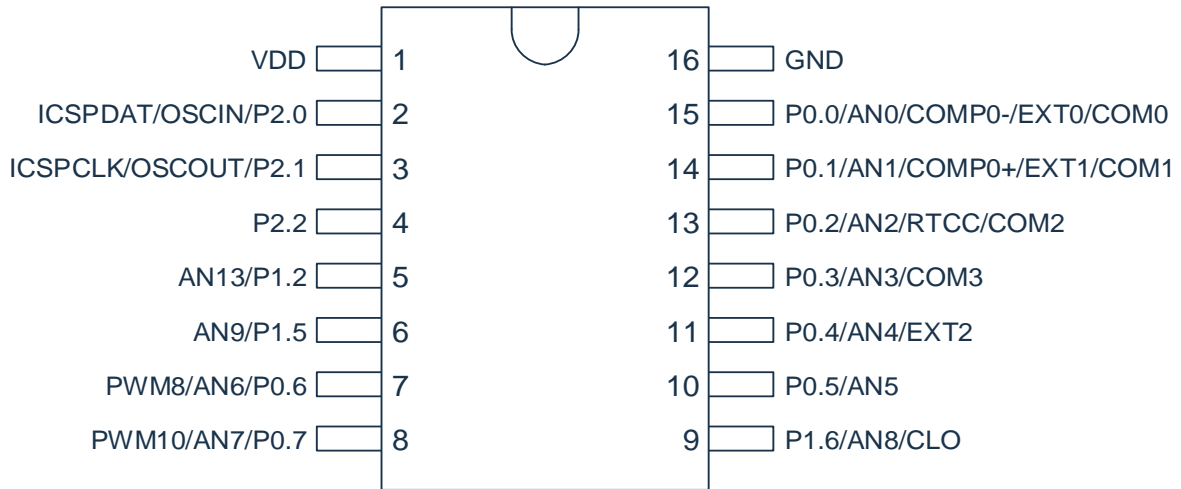 VDD 1 16 GND
ICSPDAT/OSCIN/P2.0 2 15 P0.0/AN0/COMP0-/EXT0/COM0
ICSPCLK/OSCOUT/P2.1 3 14 P0.1/AN1/COMP0+/EXT1/COM1
P2.2 4 13 P0.2/AN2/RTCC/COM2
AN13/P1.2 5 12 P0.3/AN3/COM3
AN9/P1.5 6 11 P0.4/AN4/EXT2
PWM8/AN6/P0.6 7 10 P0.5/AN5
PWM10/AN7/P0.7 8 9 P1.6/AN8/CLO